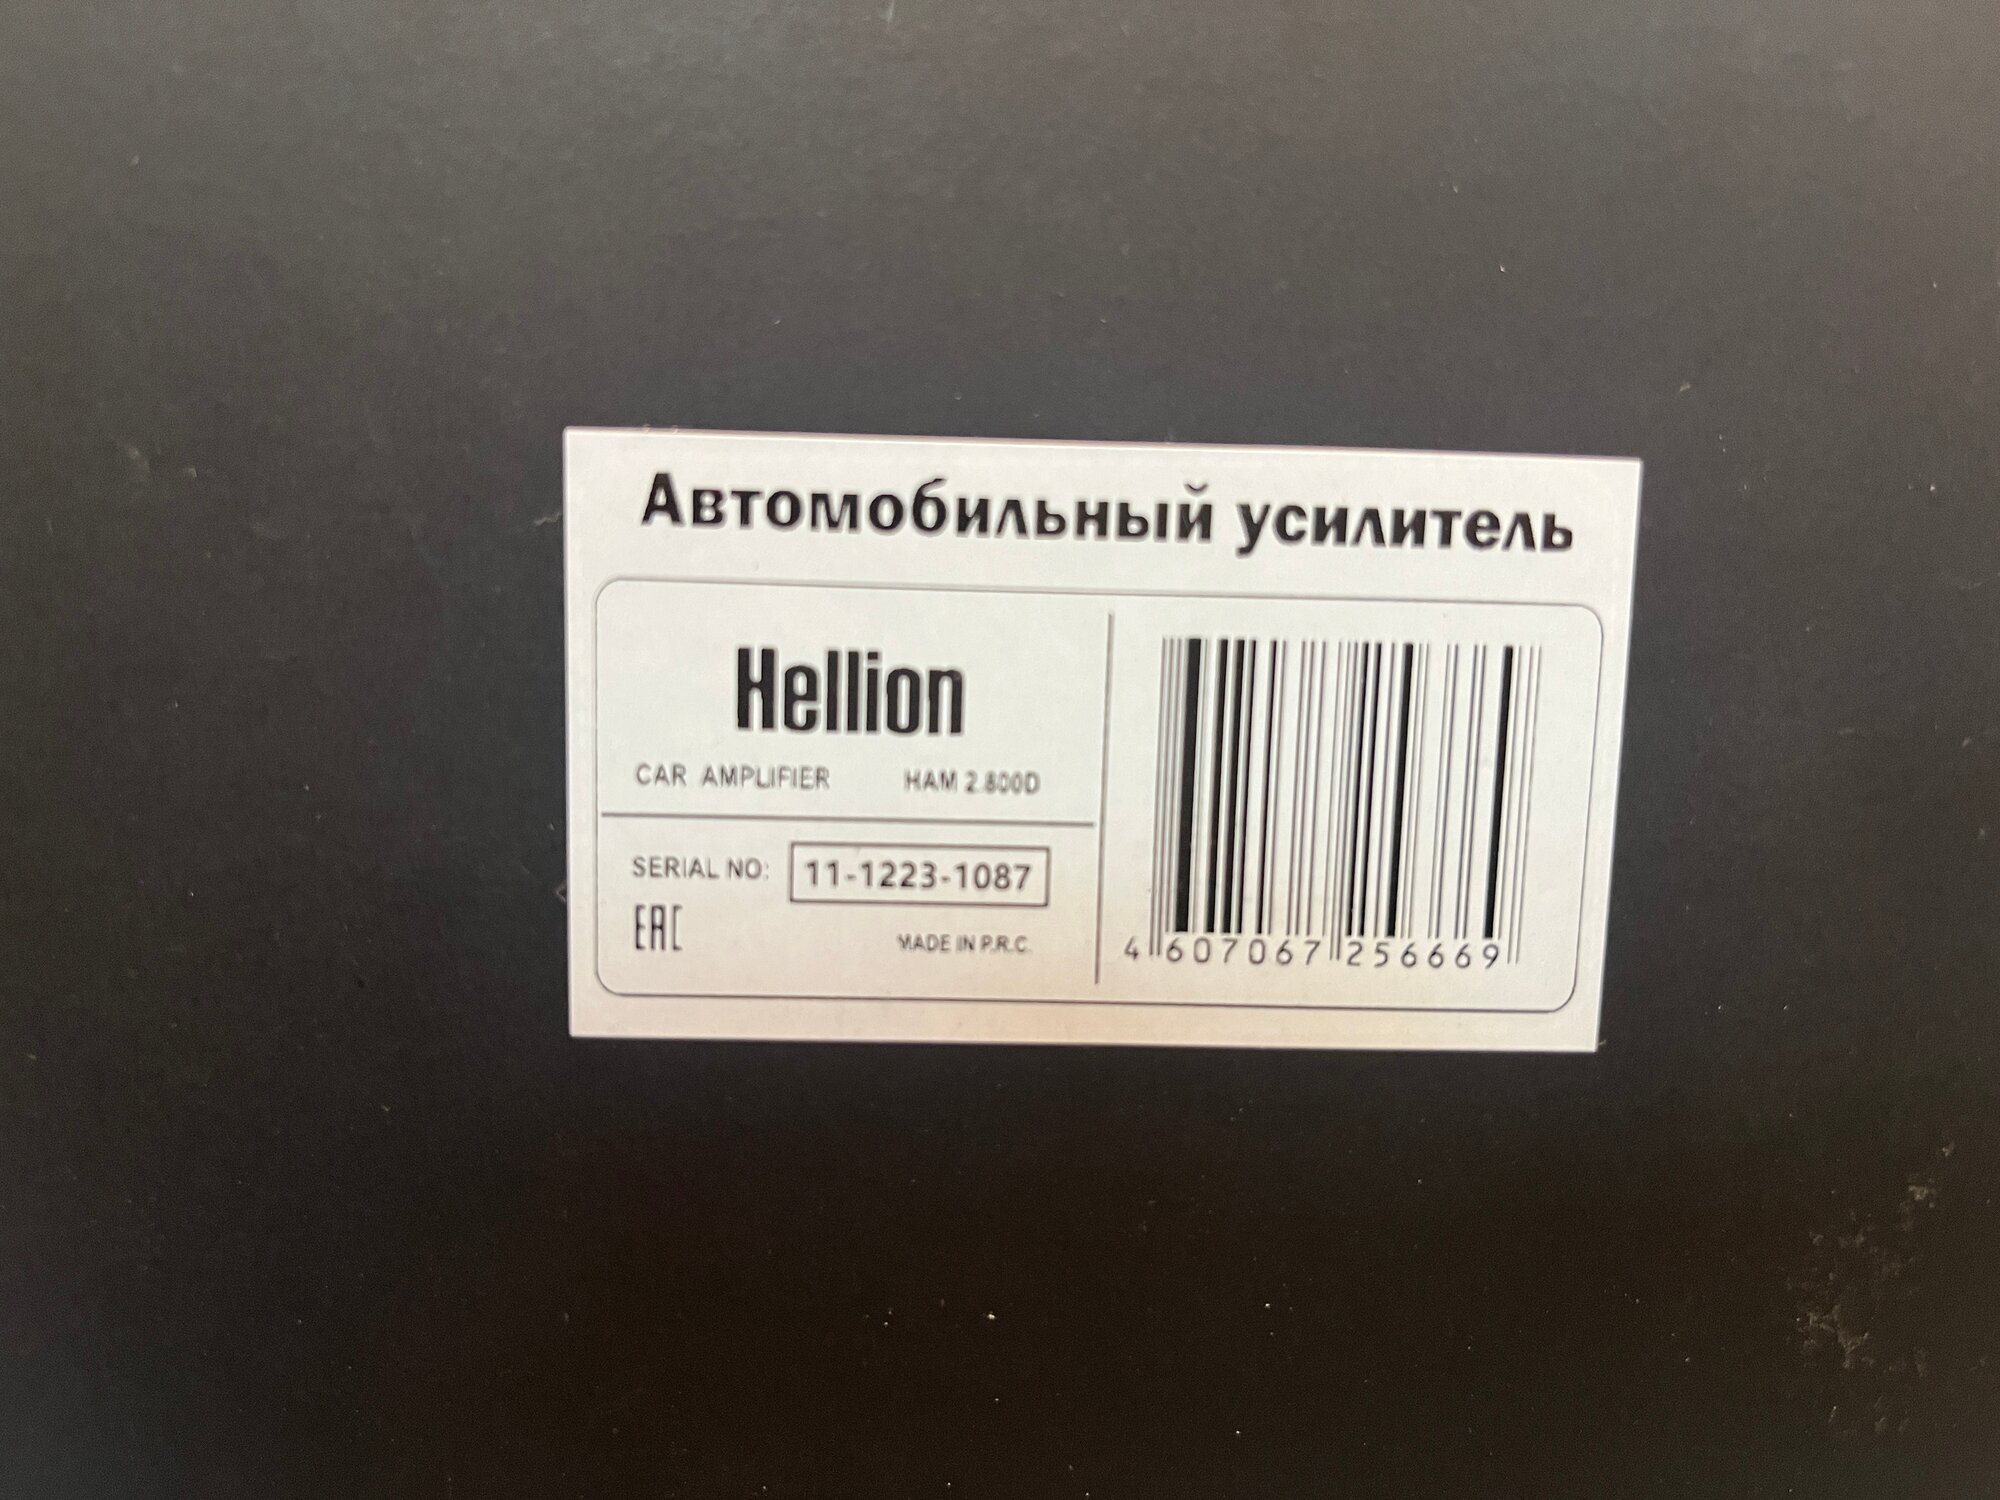 Автомобильный усилитель
Hellion
CAR AMPLIFIER HAM 2.800D
SERIAL NO: 11-1223-1087
EAC
MADE IN P.R.C.
4 607067 256669